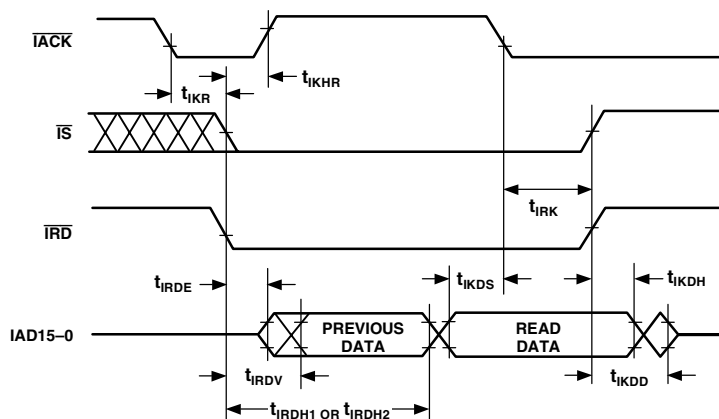 IACK
tIKHR
tIKR
IS
tIRK
IRD
tIRDE
tIKDS
tIKDH
IAD15–0
PREVIOUS
DATA
READ
DATA
tIRDV
tIKDD
tIRDH1 OR tIRDH2